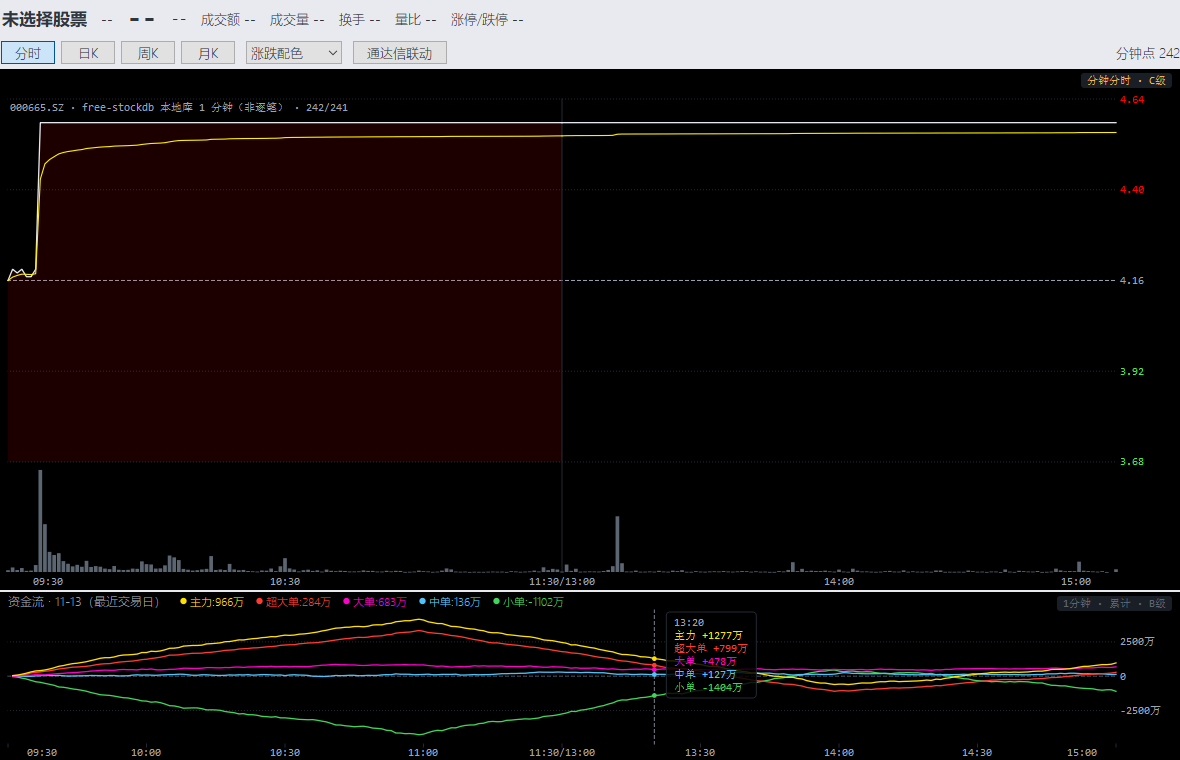 未选择股票 -- -- -- 成交额 -- 成交量 -- 换手 -- 量比 -- 涨停/跌停 --
分时 日K 周K 月K 涨跌配色 通达信联动 分钟点 242
分钟分时 · C级
000665.SZ · free-stockdb 本地库 1 分钟（非逐笔） · 242/241
4.64
4.40
4.16
3.92
3.68
09:30 10:30 11:30/13:00 14:00 15:00
资金流 · 11-13（最近交易日） 主力:966万 超大单:284万 大单:683万 中单:136万 小单:-1102万 1分钟 · 累计 · B级
13:20
主力 +1277万
超大单 +799万
大单 +478万
中单 +127万
小单 -1404万
2500万
0
-2500万
09:30 10:00 10:30 11:00 11:30/13:00 13:30 14:00 14:30 15:00